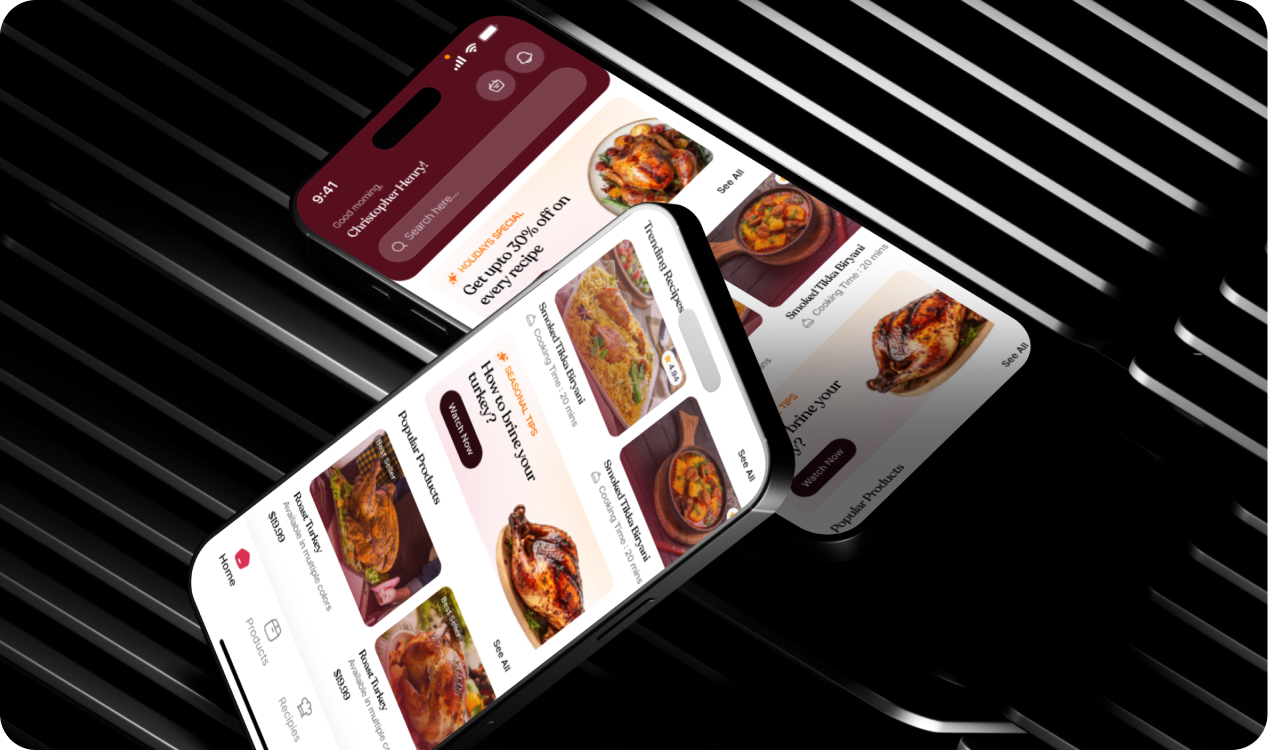 9:41
Good morning,
Christopher Henry!
Search here...
HOLIDAYS SPECIAL
Get upto 30% off on
every recipe
See All
Smoked Tikka Biryani
Cooking Time : 20 mins
TIPS
brine your
Watch Now
See All
Popular Products
Trending Recipes
See All
4.94
Smoked Tikka Biryani
Cooking Time : 20 mins
Smoked Tikka Biryani
Cooking Time : 20 mins
SEASONAL TIPS
How to brine your
turkey?
Watch Now
Popular Products
See All
Best Seller
Roast Turkey
Available in multiple colors
$19.99
Best Seller
Roast Turkey
Available in multiple co
$19.99
Home
Products
Recipies